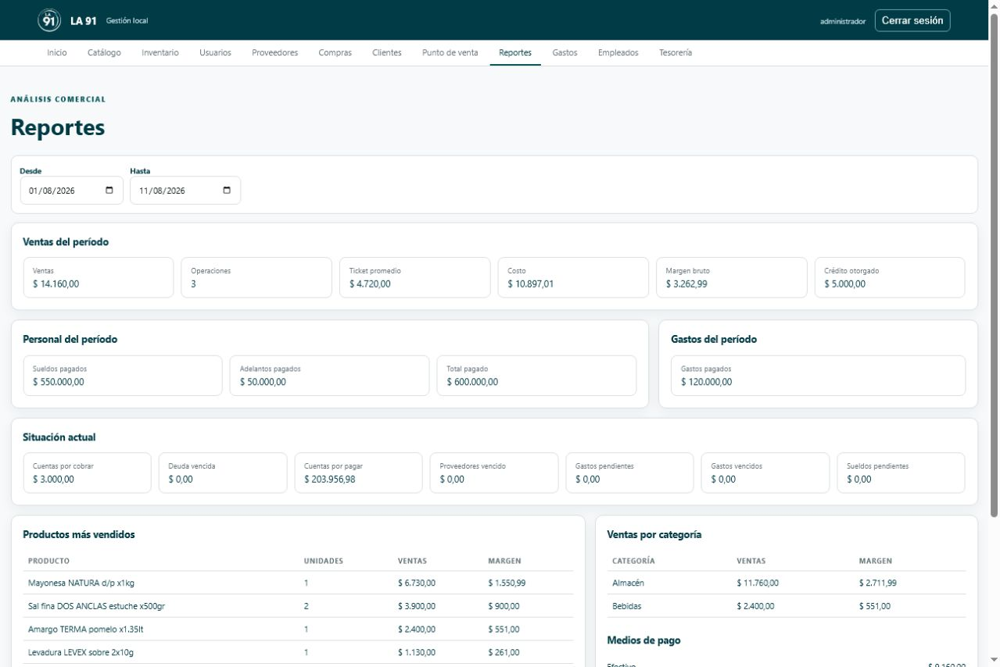 LA 91 LA 91 Gestión local administrador Cerrar sesión
Inicio Catálogo Inventario Usuarios Proveedores Compras Clientes Punto de venta Reportes Gastos Empleados Tesorería
ANÁLISIS COMERCIAL
Reportes
Desde Hasta
01/08/2026 11/08/2026
Ventas del período
Ventas Operaciones Ticket promedio Costo Margen bruto Crédito otorgado
$ 14.160,00 3 $ 4.720,00 $ 10.897,01 $ 3.262,99 $ 5.000,00
Personal del período Gastos del período
Sueldos pagados Adelantos pagados Total pagado Gastos pagados
$ 550.000,00 $ 50.000,00 $ 600.000,00 $ 120.000,00
Situación actual
Cuentas por cobrar Deuda vencida Cuentas por pagar Proveedores vencido Gastos pendientes Gastos vencidos Sueldos pendientes
$ 3.000,00 $ 0,00 $ 203.956,98 $ 0,00 $ 0,00 $ 0,00 $ 0,00
Productos más vendidos
PRODUCTO UNIDADES VENTAS MARGEN
Mayonesa NATURA d/p x1kg 1 $ 6.730,00 $ 1.550,99
Sal fina DOS ANCLAS estuche x500gr 2 $ 3.900,00 $ 900,00
Amargo TERMA pomelo x1.35lt 1 $ 2.400,00 $ 551,00
Levadura LEVEX sobre 2x10g 1 $ 1.130,00 $ 261,00
Ventas por categoría
CATEGORÍA VENTAS MARGEN
Almacén $ 11.760,00 $ 2.711,99
Bebidas $ 2.400,00 $ 551,00
Medios de pago
Efectivo $ 9.160,00